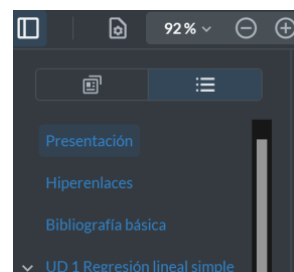 92 %
Presentación
Hiperenlaces
Bibliografía básica
UD 1 Regresión lineal simple